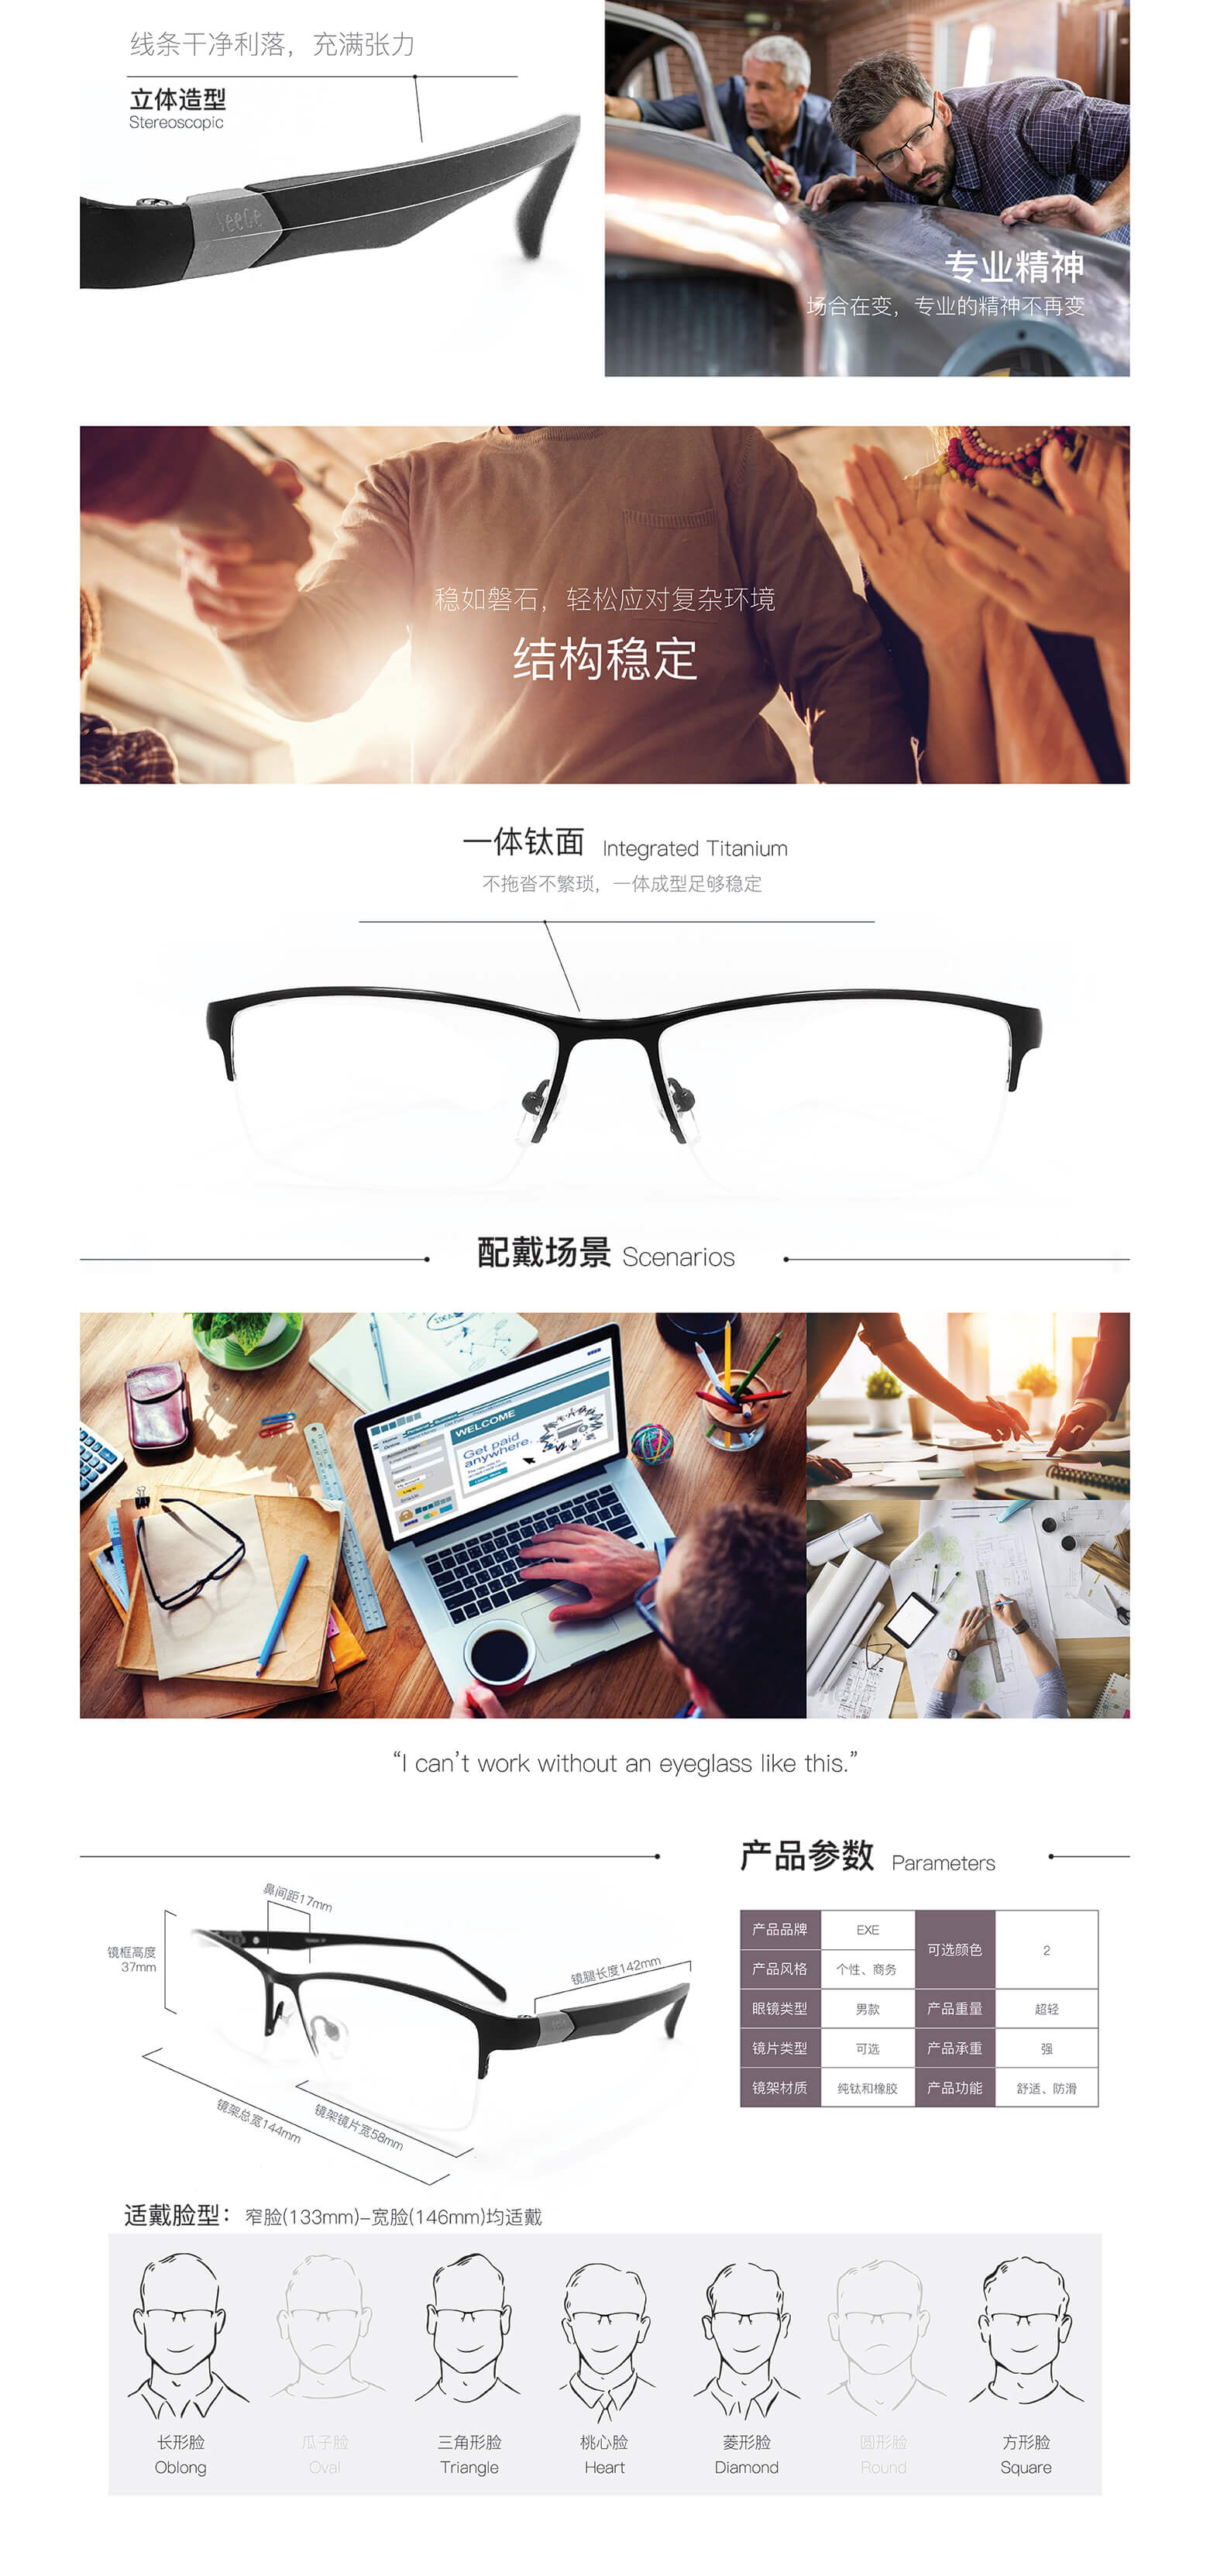 线条干净利落，充满张力
立体造型
Stereoscopic
SeeGe
专业精神
场合在变，专业的精神不再变
稳如磐石，轻松应对复杂环境
结构稳定
一体钛面 Integrated Titanium
不拖沓不繁琐，一体成型足够稳定
配戴场景 Scenarios
IDEA
WELCOME
Get paid
anywhere.
“I can’t work without an eyeglass like this.”
产品参数 Parameters
鼻间距17mm
镜框高度
37mm
镜腿长度142mm
镜架总宽144mm
镜架镜片宽58mm
产品品牌 EXE 可选颜色 2
产品风格 个性、商务
眼镜类型 男款 产品重量 超轻
镜片类型 可选 产品承重 强
镜架材质 纯钛和橡胶 产品功能 舒适、防滑
适戴脸型：窄脸(133mm)-宽脸(146mm)均适戴
长形脸 瓜子脸 三角形脸 桃心脸 菱形脸 圆形脸 方形脸
Oblong Oval Triangle Heart Diamond Round Square